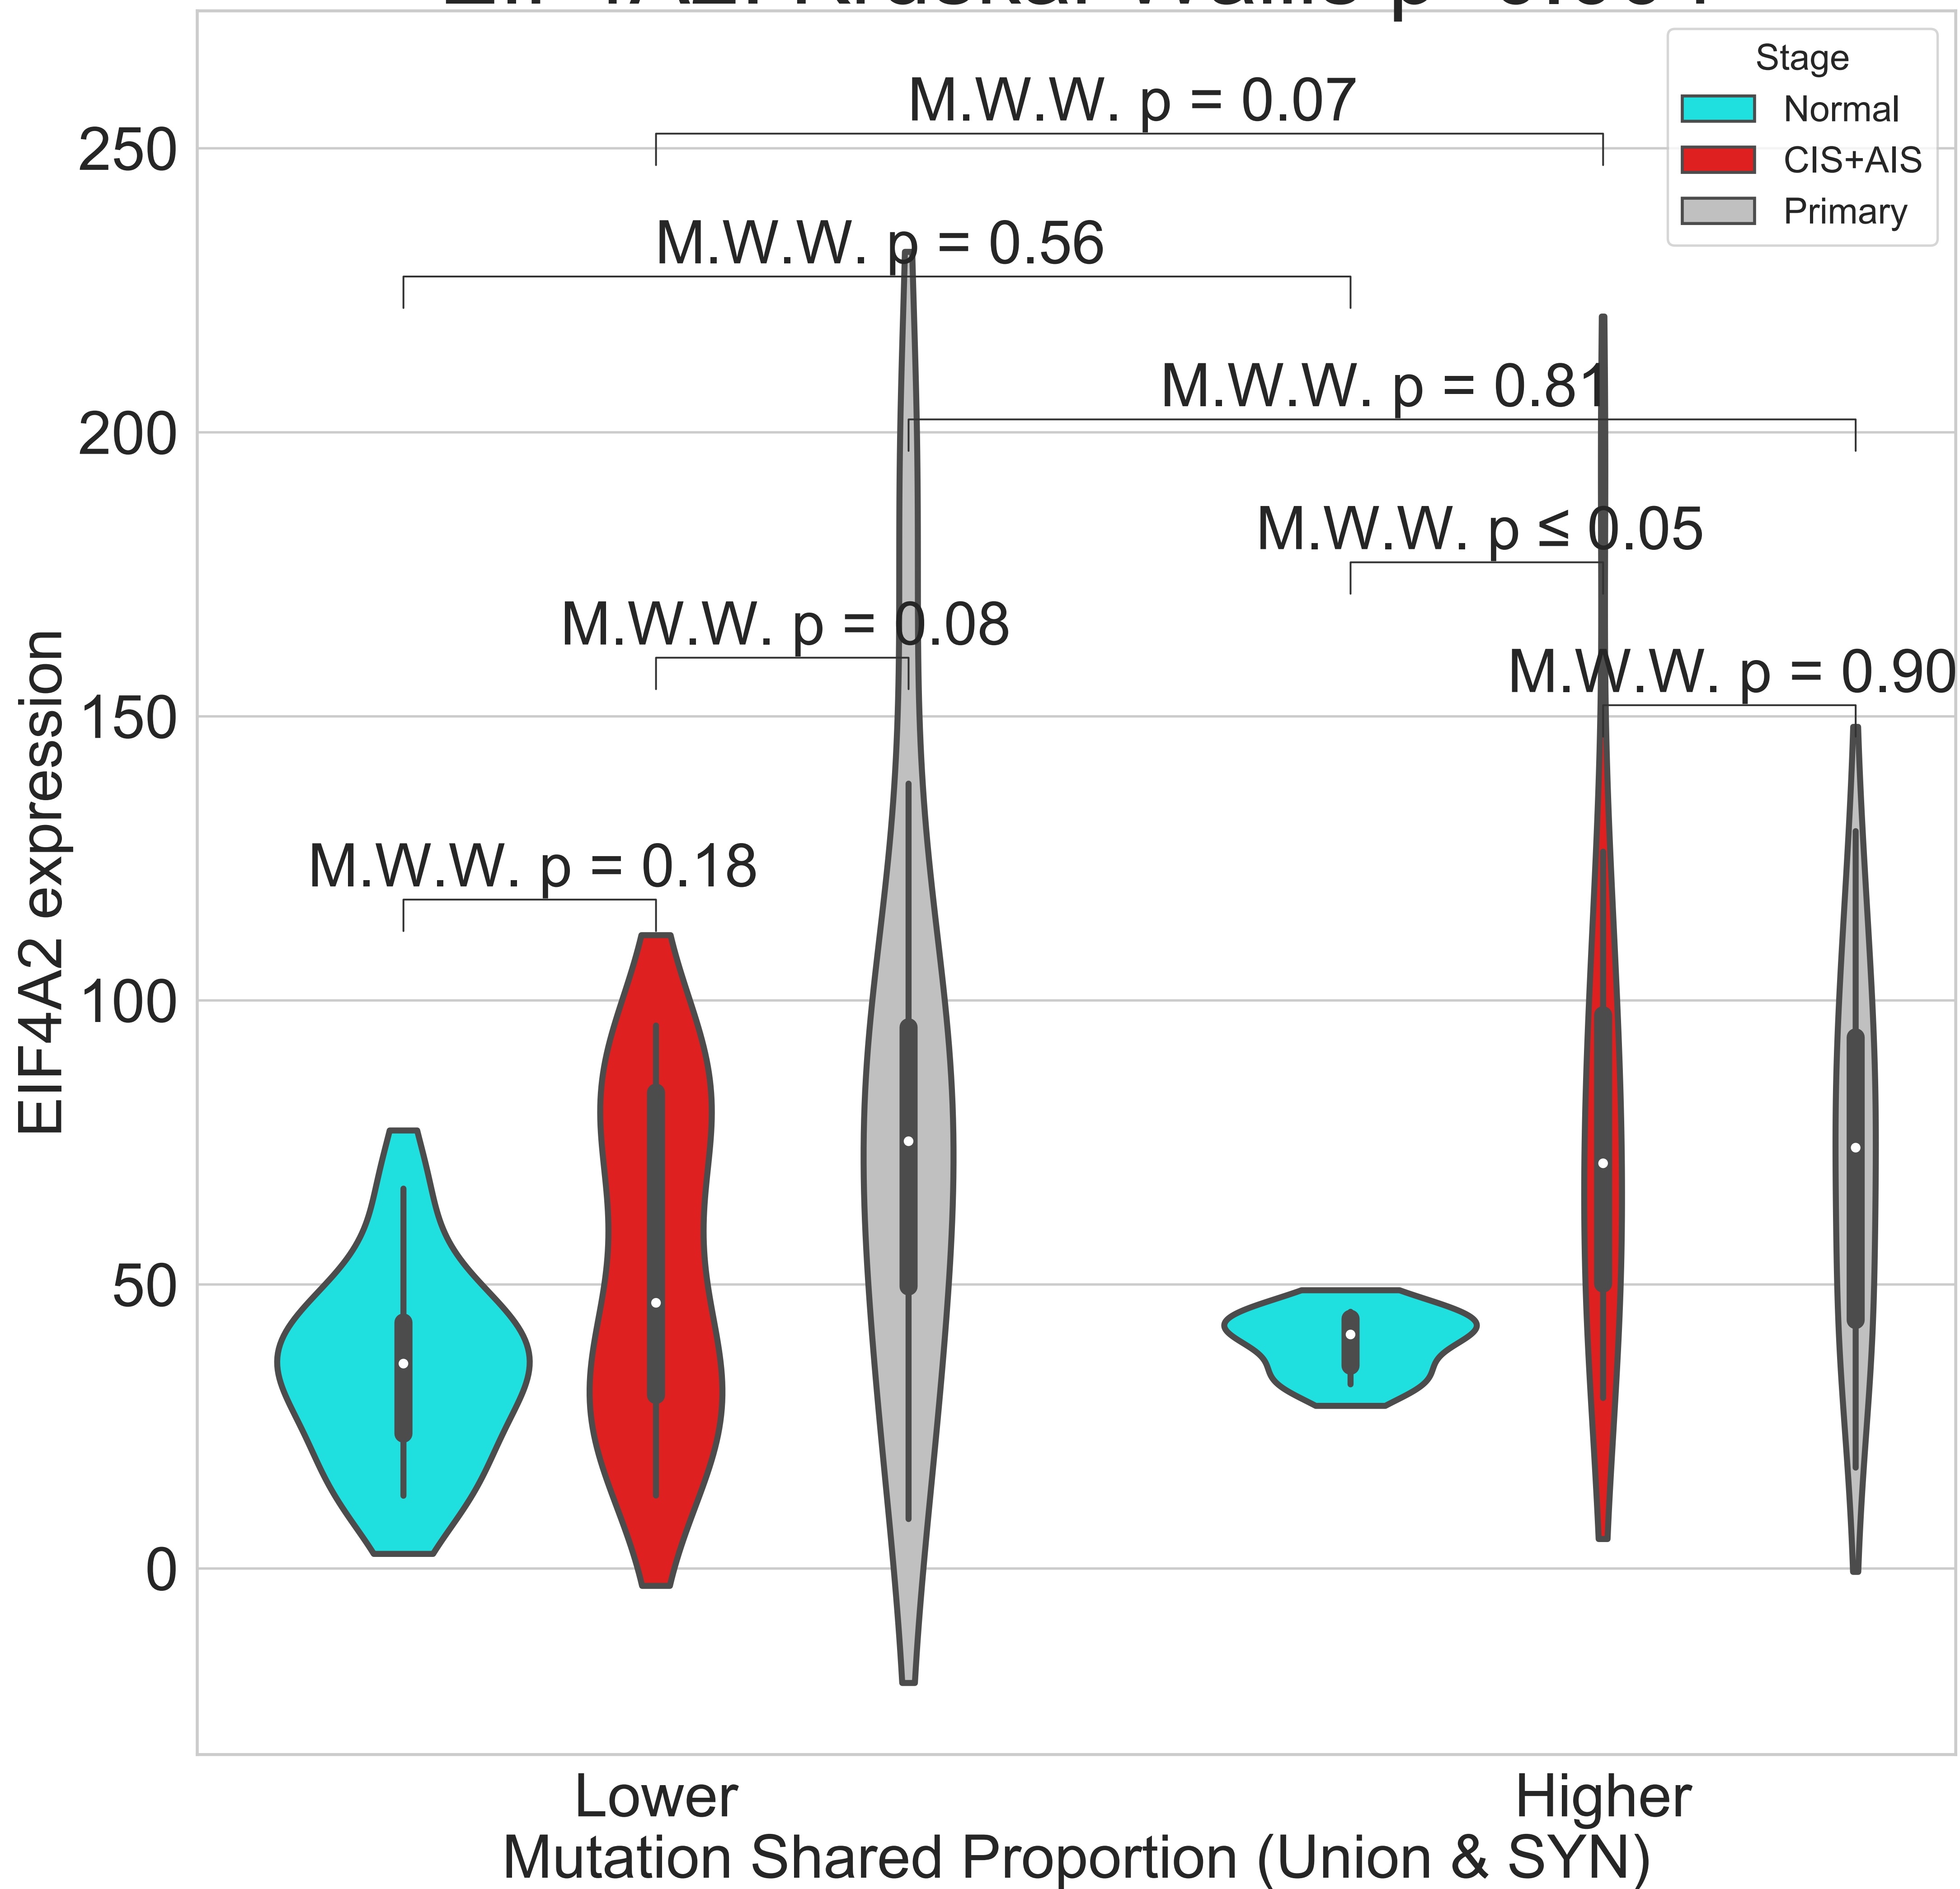 Stage
Normal
CIS+AIS
Primary
M.W.W. p = 0.07
M.W.W. p = 0.56
M.W.W. p = 0.81
M.W.W. p ≤ 0.05
M.W.W. p = 0.08
M.W.W. p = 0.90
M.W.W. p = 0.18
250
200
150
100
50
0
EIF4A2 expression
Lower
Higher
Mutation Shared Proportion (Union & SYN)